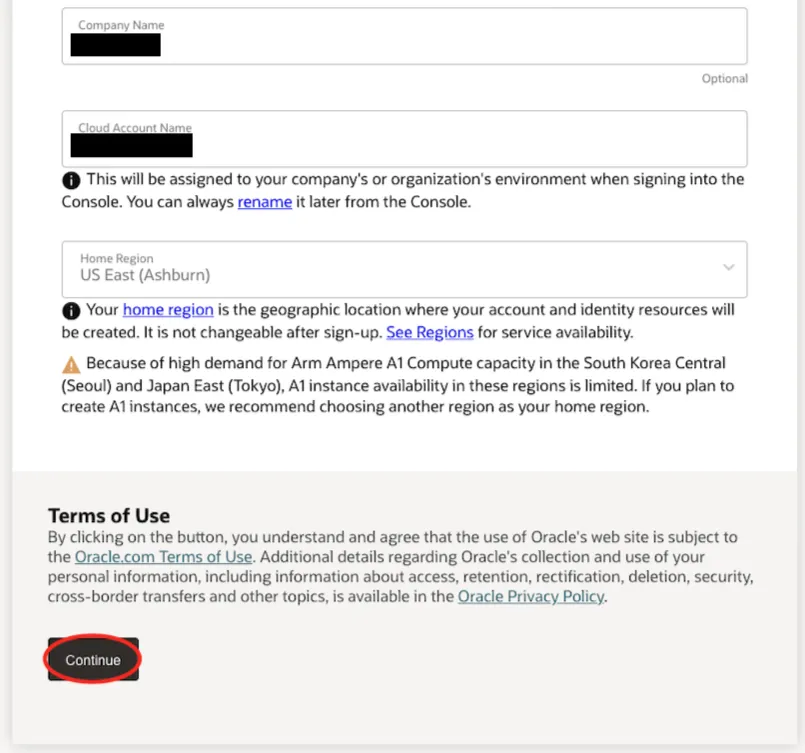 Company Name
Optional
Cloud Account Name
This will be assigned to your company's or organization's environment when signing into the
Console. You can always rename it later from the Console.
Home Region
US East (Ashburn)
Your home region is the geographic location where your account and identity resources will
be created. It is not changeable after sign-up. See Regions for service availability.
Because of high demand for Arm Ampere A1 Compute capacity in the South Korea Central
(Seoul) and Japan East (Tokyo), A1 instance availability in these regions is limited. If you plan to
create A1 instances, we recommend choosing another region as your home region.
Terms of Use
By clicking on the button, you understand and agree that the use of Oracle's web site is subject to
the Oracle.com Terms of Use. Additional details regarding Oracle's collection and use of your
personal information, including information about access, retention, rectification, deletion, security,
cross-border transfers and other topics, is available in the Oracle Privacy Policy.
Continue